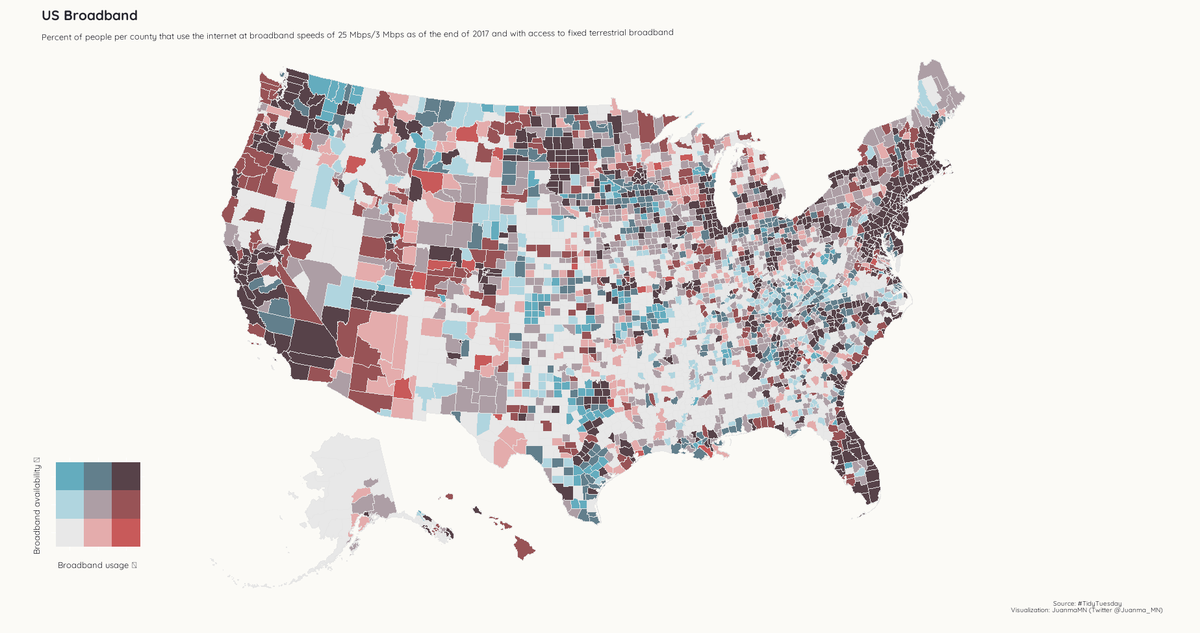 US Broadband
Percent of people per county that use the internet at broadband speeds of 25 Mbps/3 Mbps as of the end of 2017 and with access to fixed terrestrial broadband
Broadband availability
Broadband usage
Source: #TidyTuesday
Visualization: JuanmaMN (Twitter @Juanma_MN)